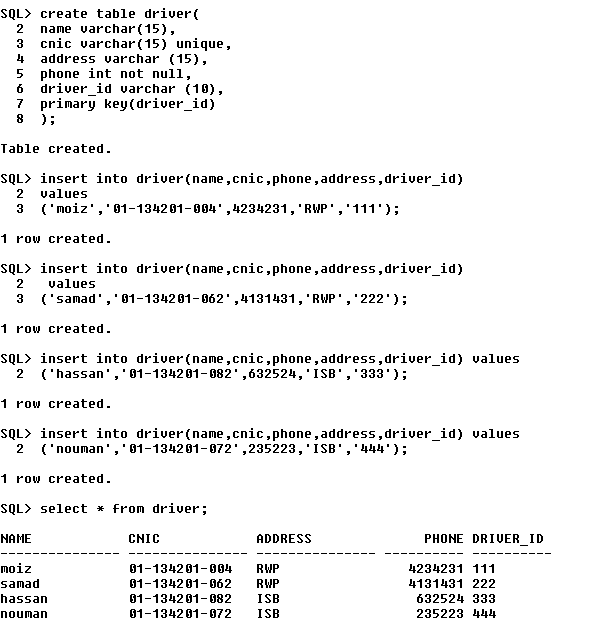 SQL> create table driver(
  2  name varchar(15),
  3  cnic varchar(15) unique,
  4  address varchar (15),
  5  phone int not null,
  6  driver_id varchar (10),
  7  primary key(driver_id)
  8  );
Table created.
SQL> insert into driver(name,cnic,phone,address,driver_id)
  2  values
  3  ('moiz','01-134201-004',4234231,'RWP','111');
1 row created.
SQL> insert into driver(name,cnic,phone,address,driver_id)
  2   values
  3  ('samad','01-134201-062',4131431,'RWP','222');
1 row created.
SQL> insert into driver(name,cnic,phone,address,driver_id) values
  2  ('hassan','01-134201-082',632524,'ISB','333');
1 row created.
SQL> insert into driver(name,cnic,phone,address,driver_id) values
  2  ('nouman','01-134201-072',235223,'ISB','444');
1 row created.
SQL> select * from driver;
NAME            CNIC            ADDRESS              PHONE DRIVER_ID
--------------- --------------- --------------- ---------- ----------
moiz            01-134201-004   RWP                4234231 111
samad           01-134201-062   RWP                4131431 222
hassan          01-134201-082   ISB                 632524 333
nouman          01-134201-072   ISB                 235223 444